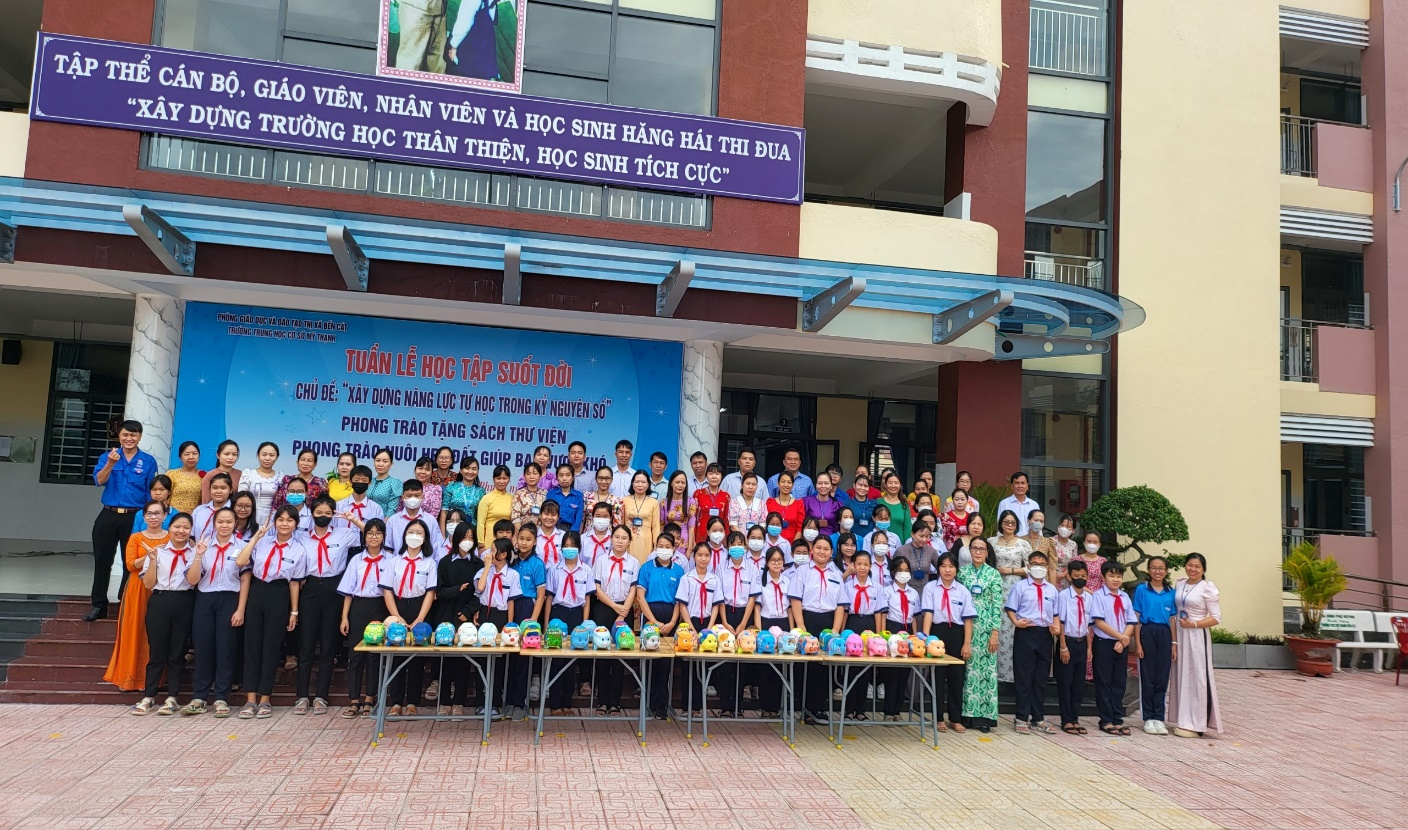 TẬP THỂ CÁN BỘ, GIÁO VIÊN, NHÂN VIÊN VÀ HỌC SINH HĂNG HÁI THI ĐUA
“XÂY DỰNG TRƯỜNG HỌC THÂN THIỆN, HỌC SINH TÍCH CỰC”
PHÒNG GIÁO DỤC VÀ ĐÀO TẠO THỊ XÃ BẾN CÁT
TRƯỜNG TRUNG HỌC CƠ SỞ MỸ THẠNH
TUẦN LỄ HỌC TẬP SUỐT ĐỜI
CHỦ ĐỀ: “XÂY DỰNG NĂNG LỰC TỰ HỌC TRONG KỶ NGUYÊN SỐ”
PHONG TRÀO TẶNG SÁCH THƯ VIỆN
PHONG TRÀO NUÔI ĐẤT GIÚP KHÓ